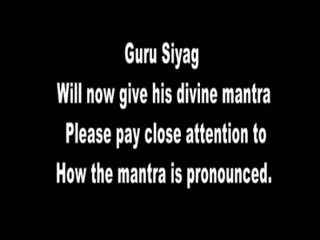 Guru Siyag
Will now give his divine mantra
Please pay close attention to
How the mantra is pronounced.